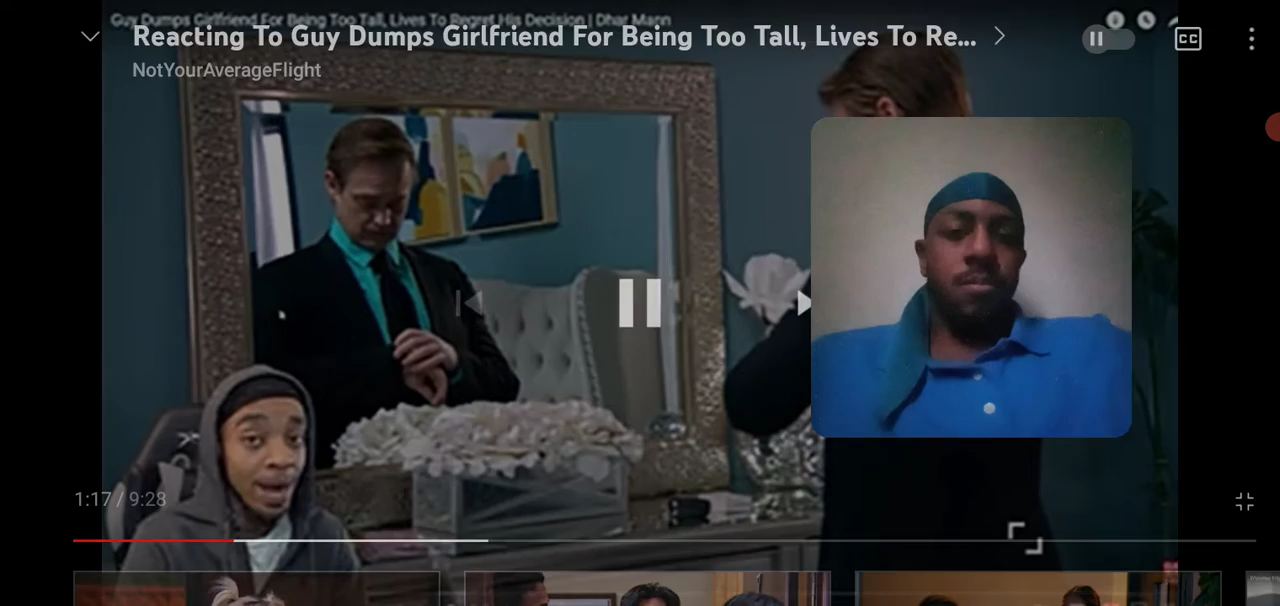 Guy Dumps Girlfriend For Being Too Tall, Lives To Regret His Decision | Dhar Mann
Reacting To Guy Dumps Girlfriend For Being Too Tall, Lives To Re...
NotYourAverageFlight
CC
1:17 / 9:28